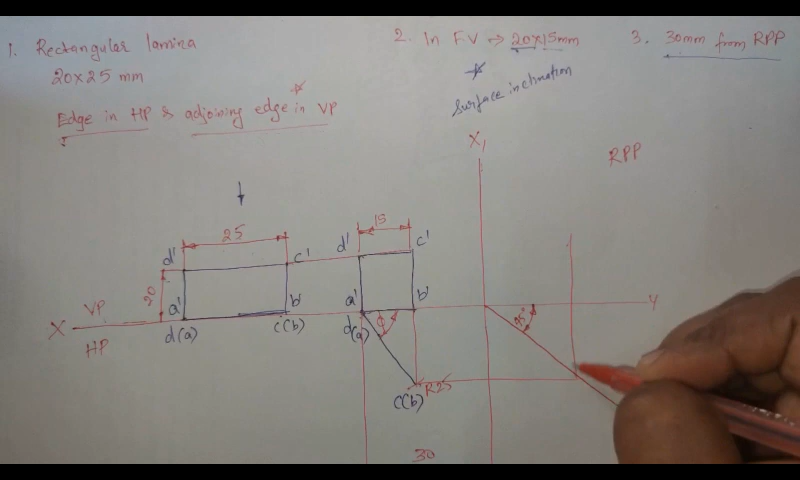 1. Rectangular lamina
20x25 mm
Edge in HP & adjoining edge in VP
2. In F.V → 20x15mm
Surface inclination
3. 30mm from RPP
X1
RPP
25
15
d' c' d' c'
20
a' b' a' b'
X VP Y
HP d(a) c(b) d(a) φ 45°
c(b) R25
30